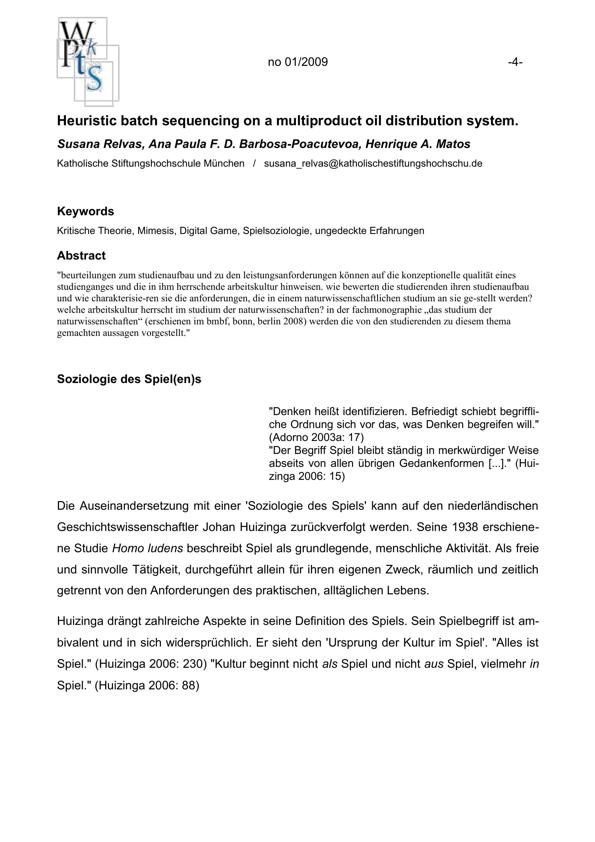 W
P k
t s
no 01/2009 -4-
Heuristic batch sequencing on a multiproduct oil distribution system.
Susana Relvas, Ana Paula F. D. Barbosa-Poacutevoa, Henrique A. Matos
Katholische Stiftungshochschule München / susana_relvas@katholischestiftungshochschu.de
Keywords
Kritische Theorie, Mimesis, Digital Game, Spielsoziologie, ungedeckte Erfahrungen
Abstract
"beurteilungen zum studienaufbau und zu den leistungsanforderungen können auf die konzeptionelle qualität eines
studienganges und die in ihm herrschende arbeitskultur hinweisen. wie bewerten die studierenden ihren studienaufbau
und wie charakterisie-ren sie die anforderungen, die in einem naturwissenschaftlichen studium an sie ge-stellt werden?
welche arbeitskultur herrscht im studium der naturwissenschaften? in der fachmonographie „das studium der
naturwissenschaften“ (erschienen im bmbf, bonn, berlin 2008) werden die von den studierenden zu diesem thema
gemachten aussagen vorgestellt."
Soziologie des Spiel(en)s
"Denken heißt identifizieren. Befriedigt schiebt begriffli-
che Ordnung sich vor das, was Denken begreifen will."
(Adorno 2003a: 17)
"Der Begriff Spiel bleibt ständig in merkwürdiger Weise
abseits von allen übrigen Gedankenformen [...]." (Hui-
zinga 2006: 15)
Die Auseinandersetzung mit einer 'Soziologie des Spiels' kann auf den niederländischen
Geschichtswissenschaftler Johan Huizinga zurückverfolgt werden. Seine 1938 erschiene-
ne Studie Homo ludens beschreibt Spiel als grundlegende, menschliche Aktivität. Als freie
und sinnvolle Tätigkeit, durchgeführt allein für ihren eigenen Zweck, räumlich und zeitlich
getrennt von den Anforderungen des praktischen, alltäglichen Lebens.
Huizinga drängt zahlreiche Aspekte in seine Definition des Spiels. Sein Spielbegriff ist am-
bivalent und in sich widersprüchlich. Er sieht den 'Ursprung der Kultur im Spiel'. "Alles ist
Spiel." (Huizinga 2006: 230) "Kultur beginnt nicht als Spiel und nicht aus Spiel, vielmehr in
Spiel." (Huizinga 2006: 88)